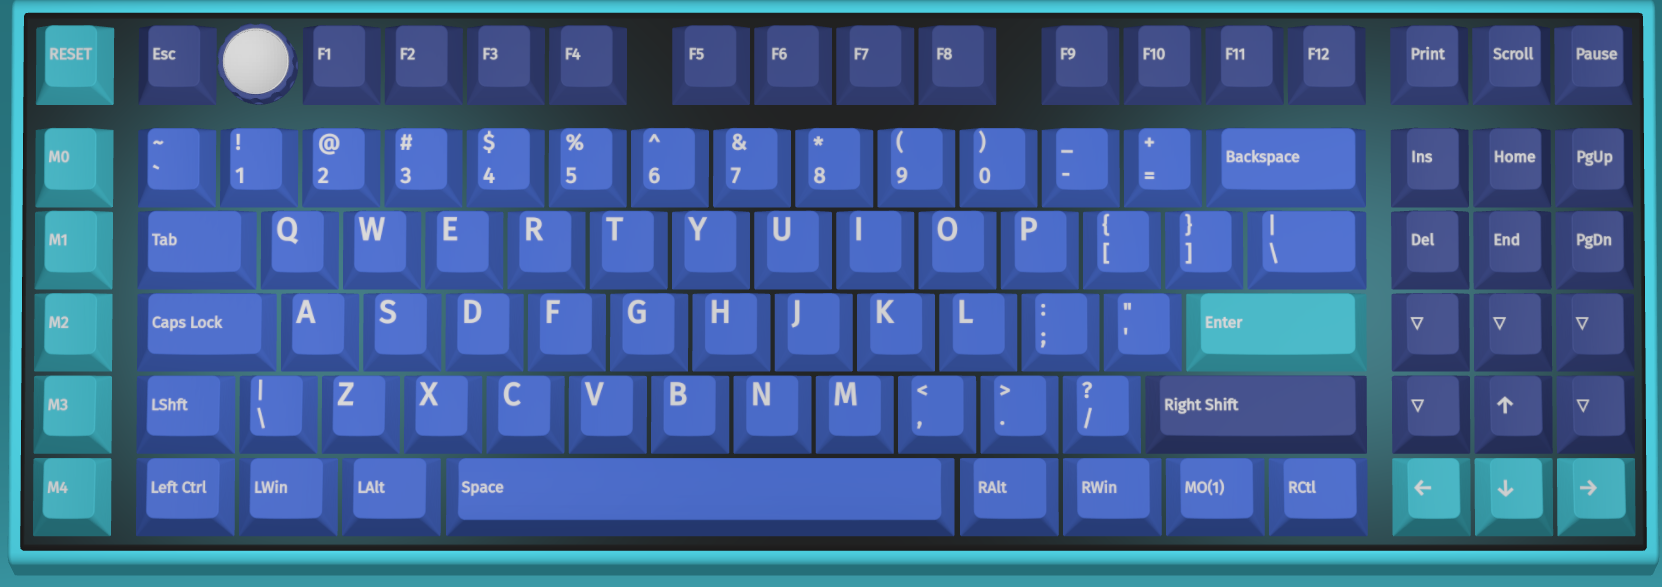 RESET Esc F1 F2 F3 F4 F5 F6 F7 F8 F9 F10 F11 F12 Print Scroll Pause
M0 ~ ! @ # $ % ^ & * ( ) _ + Backspace Ins Home PgUp
` 1 2 3 4 5 6 7 8 9 0 - =
M1 Tab Q W E R T Y U I O P { } | Del End PgDn
[ ] \
M2 Caps Lock A S D F G H J K L : " Enter ▽ ▽ ▽
; '
M3 LShft | Z X C V B N M < > ? Right Shift ▽ ↑ ▽
\ , . /
M4 Left Ctrl LWin LAlt Space RAlt RWin MO(1) RCtl ← ↓ →